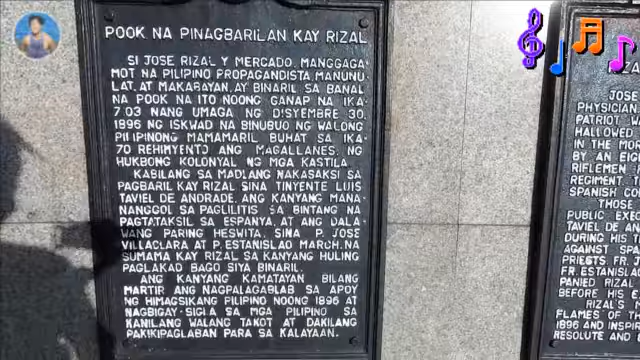 POOK NA PINAGBARILAN KAY RIZAL
SI JOSE RIZAL Y MERCADO, MANGGAGA-
MOT NA PILIPINO PROPAGANDISTA, MANUNU-
LAT, AT MAKABAYAN, AY BINARIL SA BANAL
NA POOK NA ITO NOONG GANAP NA IKA-
7:03 NANG UMAGA NG DISYEMBRE 30,
1896 NG ISKWAD NA BINUBUO NG WALONG
PILIPINONG MAMAMARIL BUHAT SA IKA-
70 REHIMYENTO ANG MAGALLANES, NG
HUKBONG KOLONYAL NG MGA KASTILA.
KABILANG SA MADLANG NAKASAKSI SA
PAGBARIL KAY RIZAL SINA TINYENTE LUIS
TAVIEL DE ANDRADE, ANG KANYANG MANA-
NANGGOL SA PAGLILITIS SA BINTANG NA
PAGTATAKSIL SA ESPANYA, AT ANG DALA-
WANG PARING HESWITA, SINA P. JOSE
VILLACLARA AT P. ESTANISLAO MARCH, NA
SUMAMA KAY RIZAL SA KANYANG HULING
PAGLAKAD BAGO SIYA BINARIL.
ANG KANYANG KAMATAYAN BILANG
MARTIR ANG NAGPALAGABLAB SA APOY
NG HIMAGSIKANG PILIPINO NOONG 1896 AT
NAGBIGAY-SIGLA SA MGA PILIPINO SA
KANILANG WALANG TAKOT AT DAKILANG
PAKIKIPAGLABAN PARA SA KALAYAAN.
JOSE
PHYSICIAN
PATRIOT WA
HALLOWED
IN THE MOR
BY AN EIG
RIFLEMEN
REGIMENT
SPANISH CO
THOSE
PUBLIC EXE
TAVIEL DE AN
DURING HIS T
AGAINST SPA
PRIESTS, FR. J
FR. ESTANISLA
PANIED RIZAL
BEFORE HIS E
RIZAL'S
FLAMES OF TH
1896 AND INSPIR
RESOLUTE AND